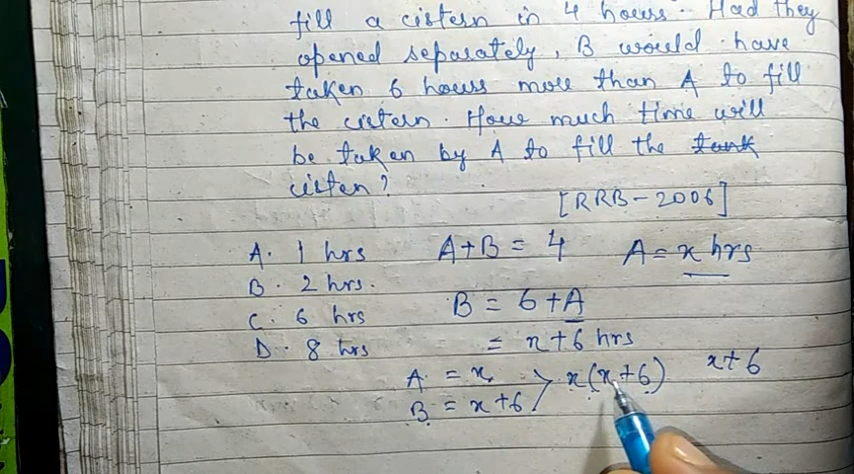 fill a cistern in 4 hours. Had they
opened separately, B would have
taken 6 hours more than A to fill
the cistern. How much time will
be taken by A to fill the tank
cisten?
[RRB-2006]
A. 1 hrs A+B = 4 A = x hrs
B. 2 hrs. B = 6+A
C. 6 hrs = x+6 hrs
D. 8 hrs
A = x x(x+6) x+6
B = x+6